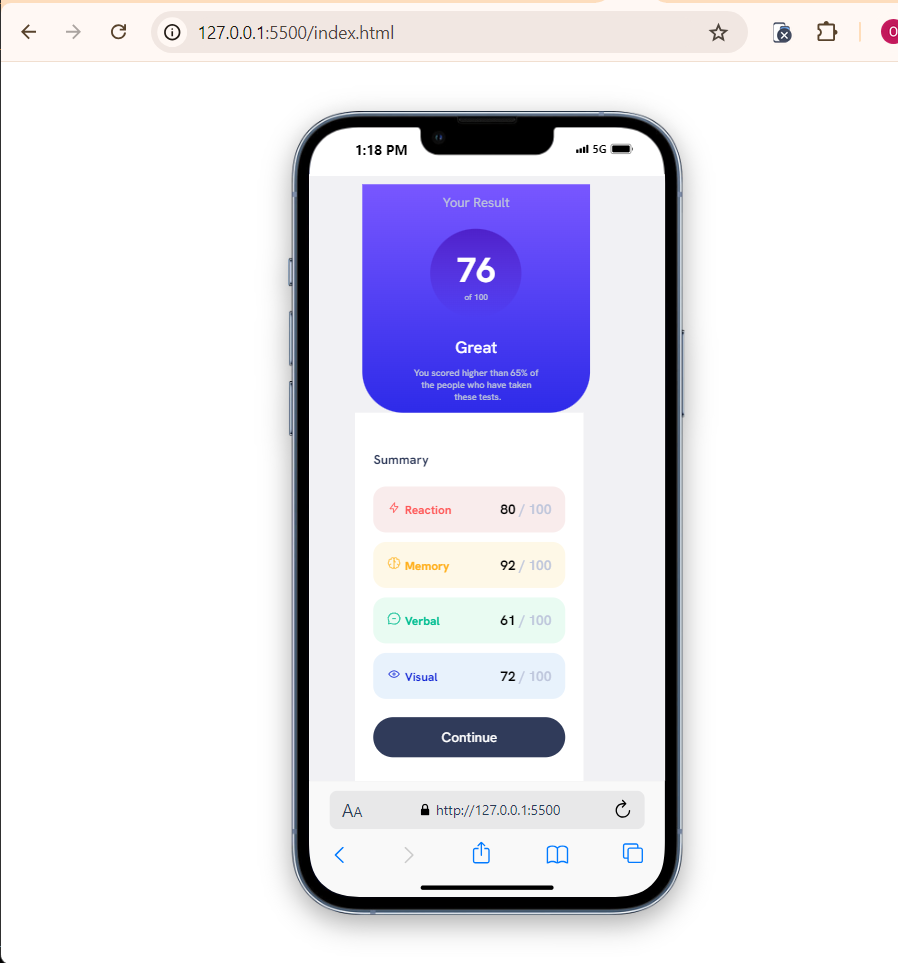 127.0.0.1:5500/index.html
O
1:18 PM
5G
Your Result
76
of 100
Great
You scored higher than 65% of
the people who have taken
these tests.
Summary
Reaction 80 / 100
Memory 92 / 100
Verbal 61 / 100
Visual 72 / 100
Continue
AA http://127.0.0.1:5500